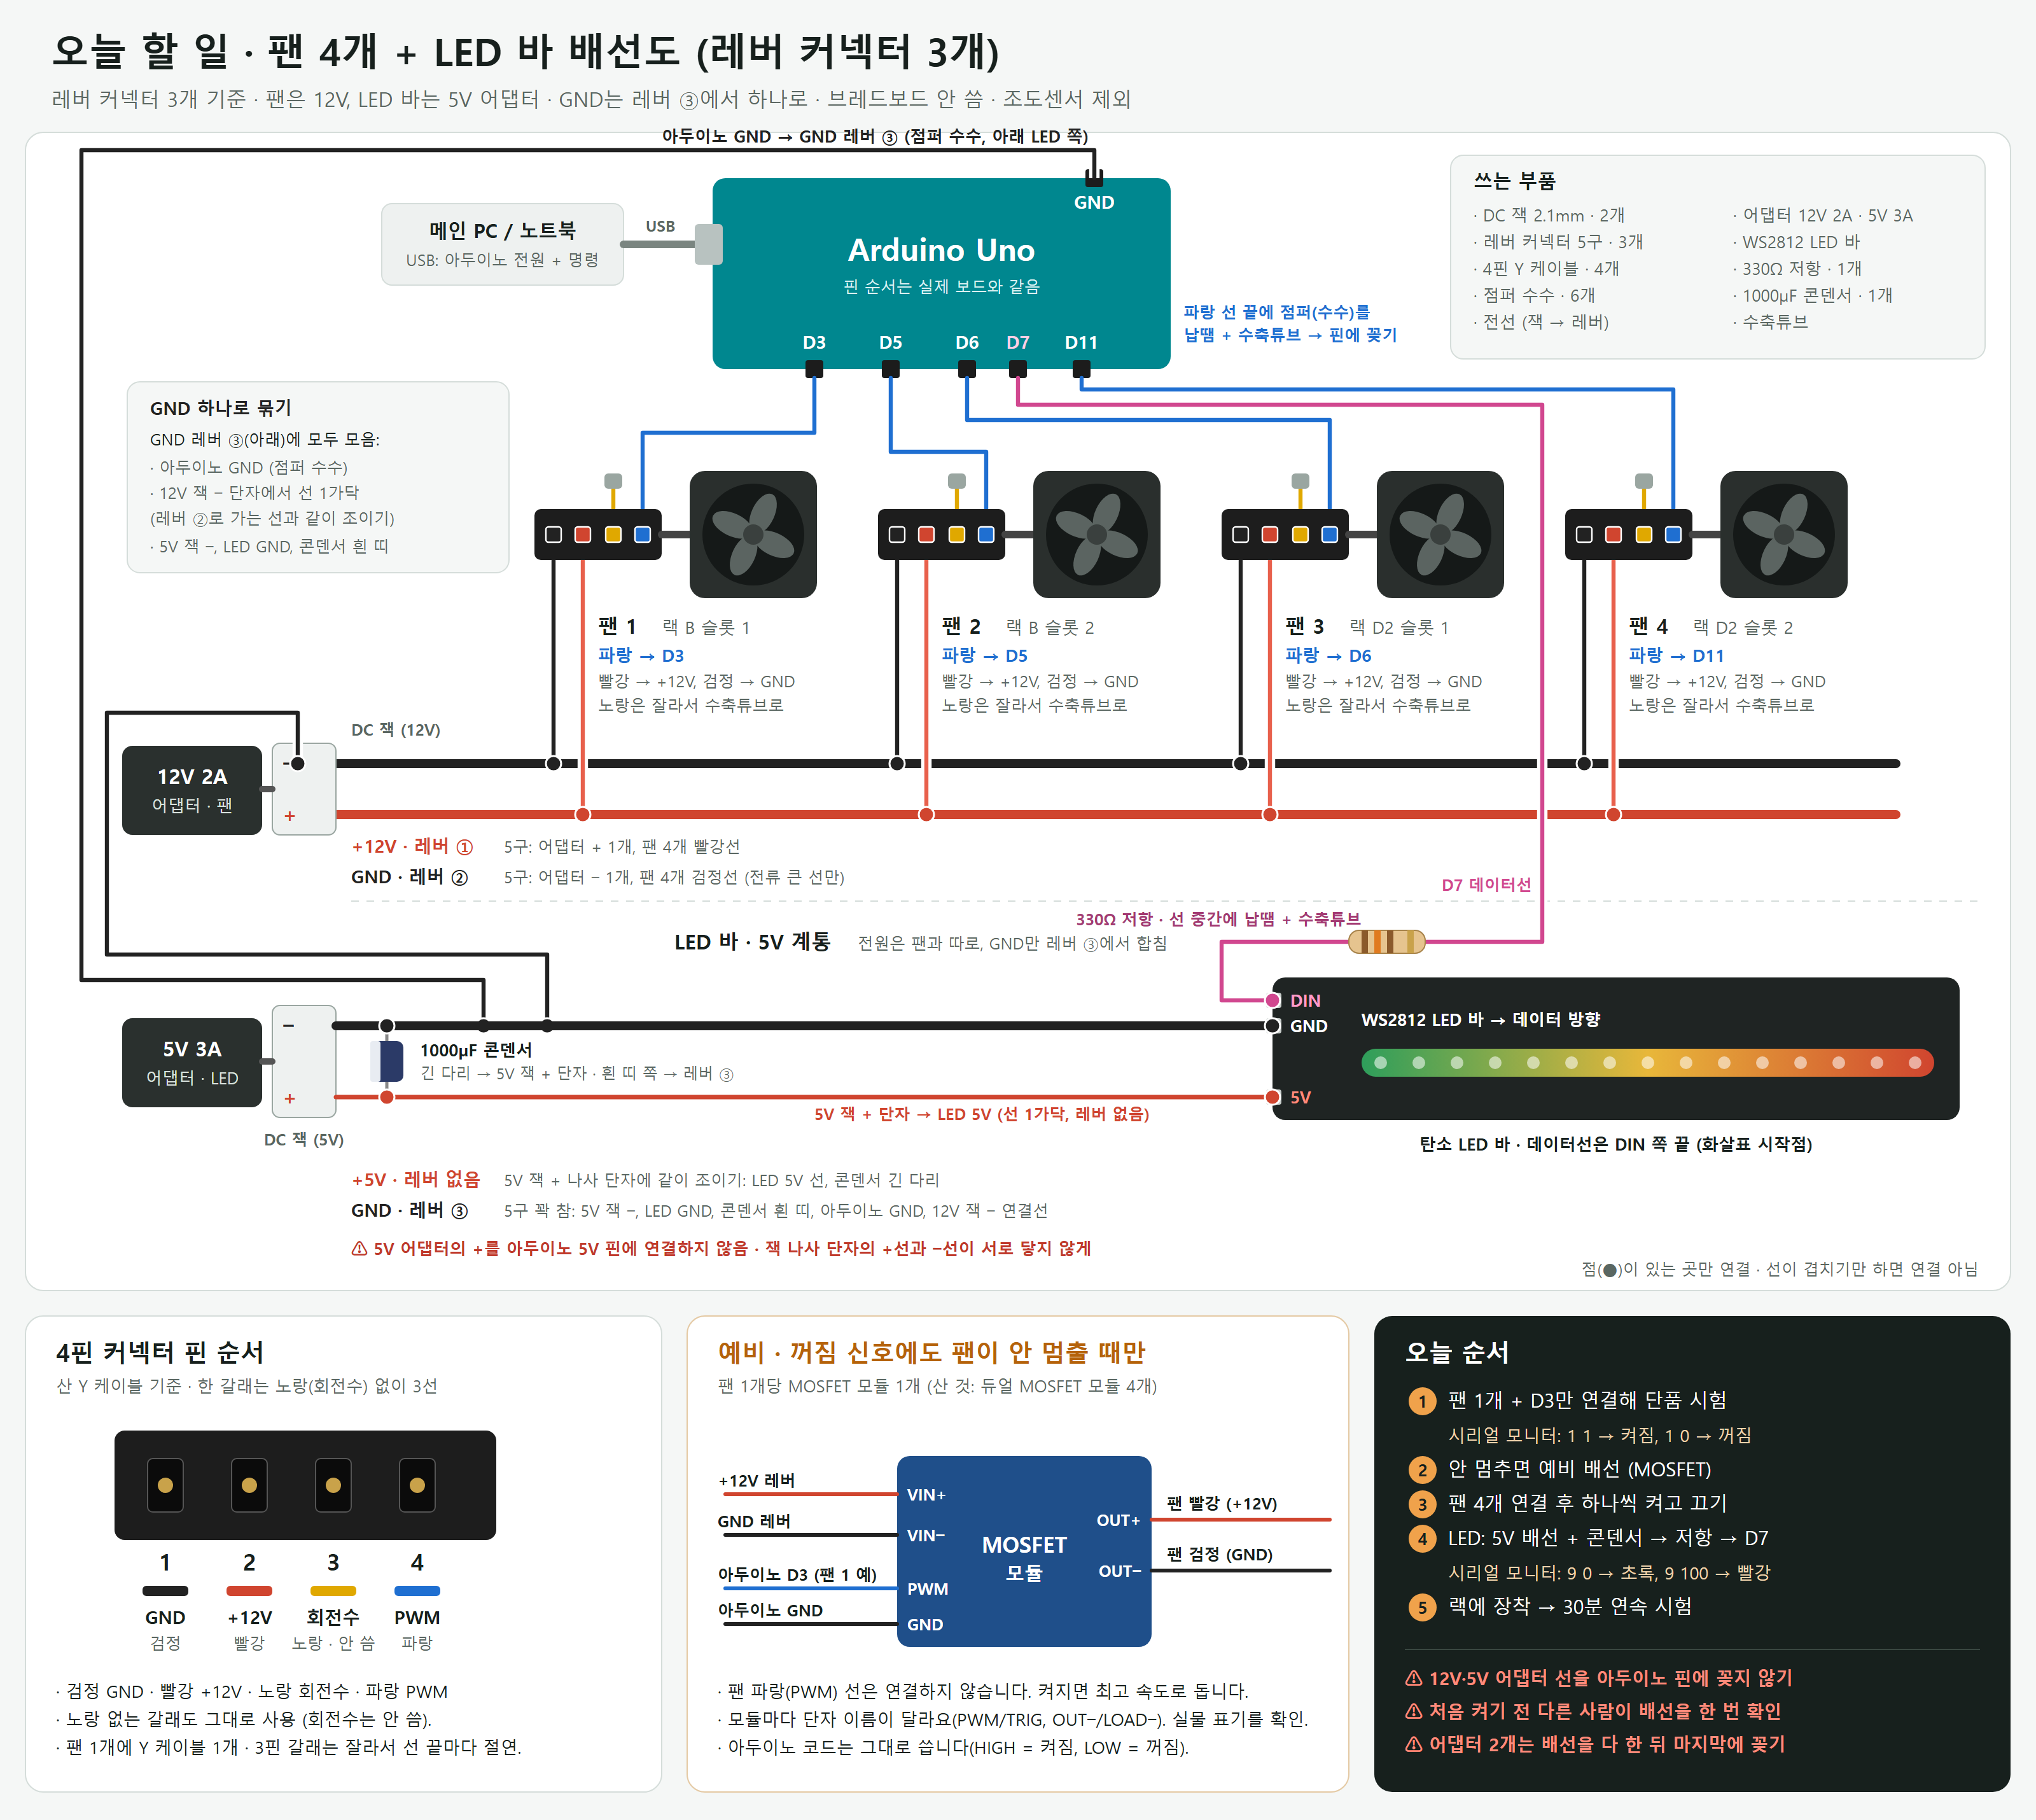 오늘 할 일 · 팬 4개 + LED 바 배선도 (레버 커넥터 3개)
레버 커넥터 3개 기준 · 팬은 12V, LED 바는 5V 어댑터 · GND는 레버 ③에서 하나로 · 브레드보드 안 씀 · 조도센서 제외
아두이노 GND → GND 레버 ③ (점퍼 수수, 아래 LED 쪽)
메인 PC / 노트북
USB: 아두이노 전원 + 명령
USB
GND
Arduino Uno
핀 순서는 실제 보드와 같음
D3 D5 D6 D7 D11
파랑 선 끝에 점퍼(수수)를
납땜 + 수축튜브 → 핀에 꽂기
쓰는 부품
· DC 잭 2.1mm · 2개
· 레버 커넥터 5구 · 3개
· 4핀 Y 케이블 · 4개
· 점퍼 수수 · 6개
· 전선 (잭 → 레버)
· 어댑터 12V 2A · 5V 3A
· WS2812 LED 바
· 330Ω 저항 · 1개
· 1000µF 콘덴서 · 1개
· 수축튜브
GND 하나로 묶기
GND 레버 ③(아래)에 모두 모음:
· 아두이노 GND (점퍼 수수)
· 12V 잭 − 단자에서 선 1가닥
(레버 ②로 가는 선과 같이 조이기)
· 5V 잭 −, LED GND, 콘덴서 흰 띠
팬 1 랙 B 슬롯 1
파랑 → D3
빨강 → +12V, 검정 → GND
노랑은 잘라서 수축튜브로
팬 2 랙 B 슬롯 2
파랑 → D5
빨강 → +12V, 검정 → GND
노랑은 잘라서 수축튜브로
팬 3 랙 D2 슬롯 1
파랑 → D6
빨강 → +12V, 검정 → GND
노랑은 잘라서 수축튜브로
팬 4 랙 D2 슬롯 2
파랑 → D11
빨강 → +12V, 검정 → GND
노랑은 잘라서 수축튜브로
DC 잭 (12V)
12V 2A
어댑터 · 팬
−
+
+12V · 레버 ① 5구: 어댑터 + 1개, 팬 4개 빨강선
GND · 레버 ② 5구: 어댑터 − 1개, 팬 4개 검정선 (전류 큰 선만)
D7 데이터선
330Ω 저항 · 선 중간에 납땜 + 수축튜브
LED 바 · 5V 계통 전원은 팬과 따로, GND만 레버 ③에서 합침
5V 3A
어댑터 · LED
−
+
DC 잭 (5V)
1000µF 콘덴서
긴 다리 → 5V 잭 + 단자 · 흰 띠 쪽 → 레버 ③
5V 잭 + 단자 → LED 5V (선 1가닥, 레버 없음)
DIN
GND
5V
WS2812 LED 바 → 데이터 방향
탄소 LED 바 · 데이터선은 DIN 쪽 끝 (화살표 시작점)
+5V · 레버 없음 5V 잭 + 나사 단자에 같이 조이기: LED 5V 선, 콘덴서 긴 다리
GND · 레버 ③ 5구 꽉 참: 5V 잭 −, LED GND, 콘덴서 흰 띠, 아두이노 GND, 12V 잭 − 연결선
⚠ 5V 어댑터의 +를 아두이노 5V 핀에 연결하지 않음 · 잭 나사 단자의 +선과 −선이 서로 닿지 않게
점(●)이 있는 곳만 연결 · 선이 겹치기만 하면 연결 아님
4핀 커넥터 핀 순서
산 Y 케이블 기준 · 한 갈래는 노랑(회전수) 없이 3선
1 2 3 4
GND +12V 회전수 PWM
검정 빨강 노랑 · 안 씀 파랑
· 검정 GND · 빨강 +12V · 노랑 회전수 · 파랑 PWM
· 노랑 없는 갈래도 그대로 사용 (회전수는 안 씀).
· 팬 1개에 Y 케이블 1개 · 3핀 갈래는 잘라서 선 끝마다 절연.
예비 · 꺼짐 신호에도 팬이 안 멈출 때만
팬 1개당 MOSFET 모듈 1개 (산 것: 듀얼 MOSFET 모듈 4개)
+12V 레버
GND 레버
아두이노 D3 (팬 1 예)
아두이노 GND
VIN+
VIN−
PWM
GND
MOSFET
모듈
OUT+
OUT−
팬 빨강 (+12V)
팬 검정 (GND)
· 팬 파랑(PWM) 선은 연결하지 않습니다. 켜지면 최고 속도로 돕니다.
· 모듈마다 단자 이름이 달라요(PWM/TRIG, OUT−/LOAD−). 실물 표기를 확인.
· 아두이노 코드는 그대로 씁니다(HIGH = 켜짐, LOW = 꺼짐).
오늘 순서
1 팬 1개 + D3만 연결해 단품 시험
시리얼 모니터: 1 1 → 켜짐, 1 0 → 꺼짐
2 안 멈추면 예비 배선 (MOSFET)
3 팬 4개 연결 후 하나씩 켜고 끄기
4 LED: 5V 배선 + 콘덴서 → 저항 → D7
시리얼 모니터: 9 0 → 초록, 9 100 → 빨강
5 랙에 장착 → 30분 연속 시험
⚠ 12V·5V 어댑터 선을 아두이노 핀에 꽂지 않기
⚠ 처음 켜기 전 다른 사람이 배선을 한 번 확인
⚠ 어댑터 2개는 배선을 다 한 뒤 마지막에 꽂기